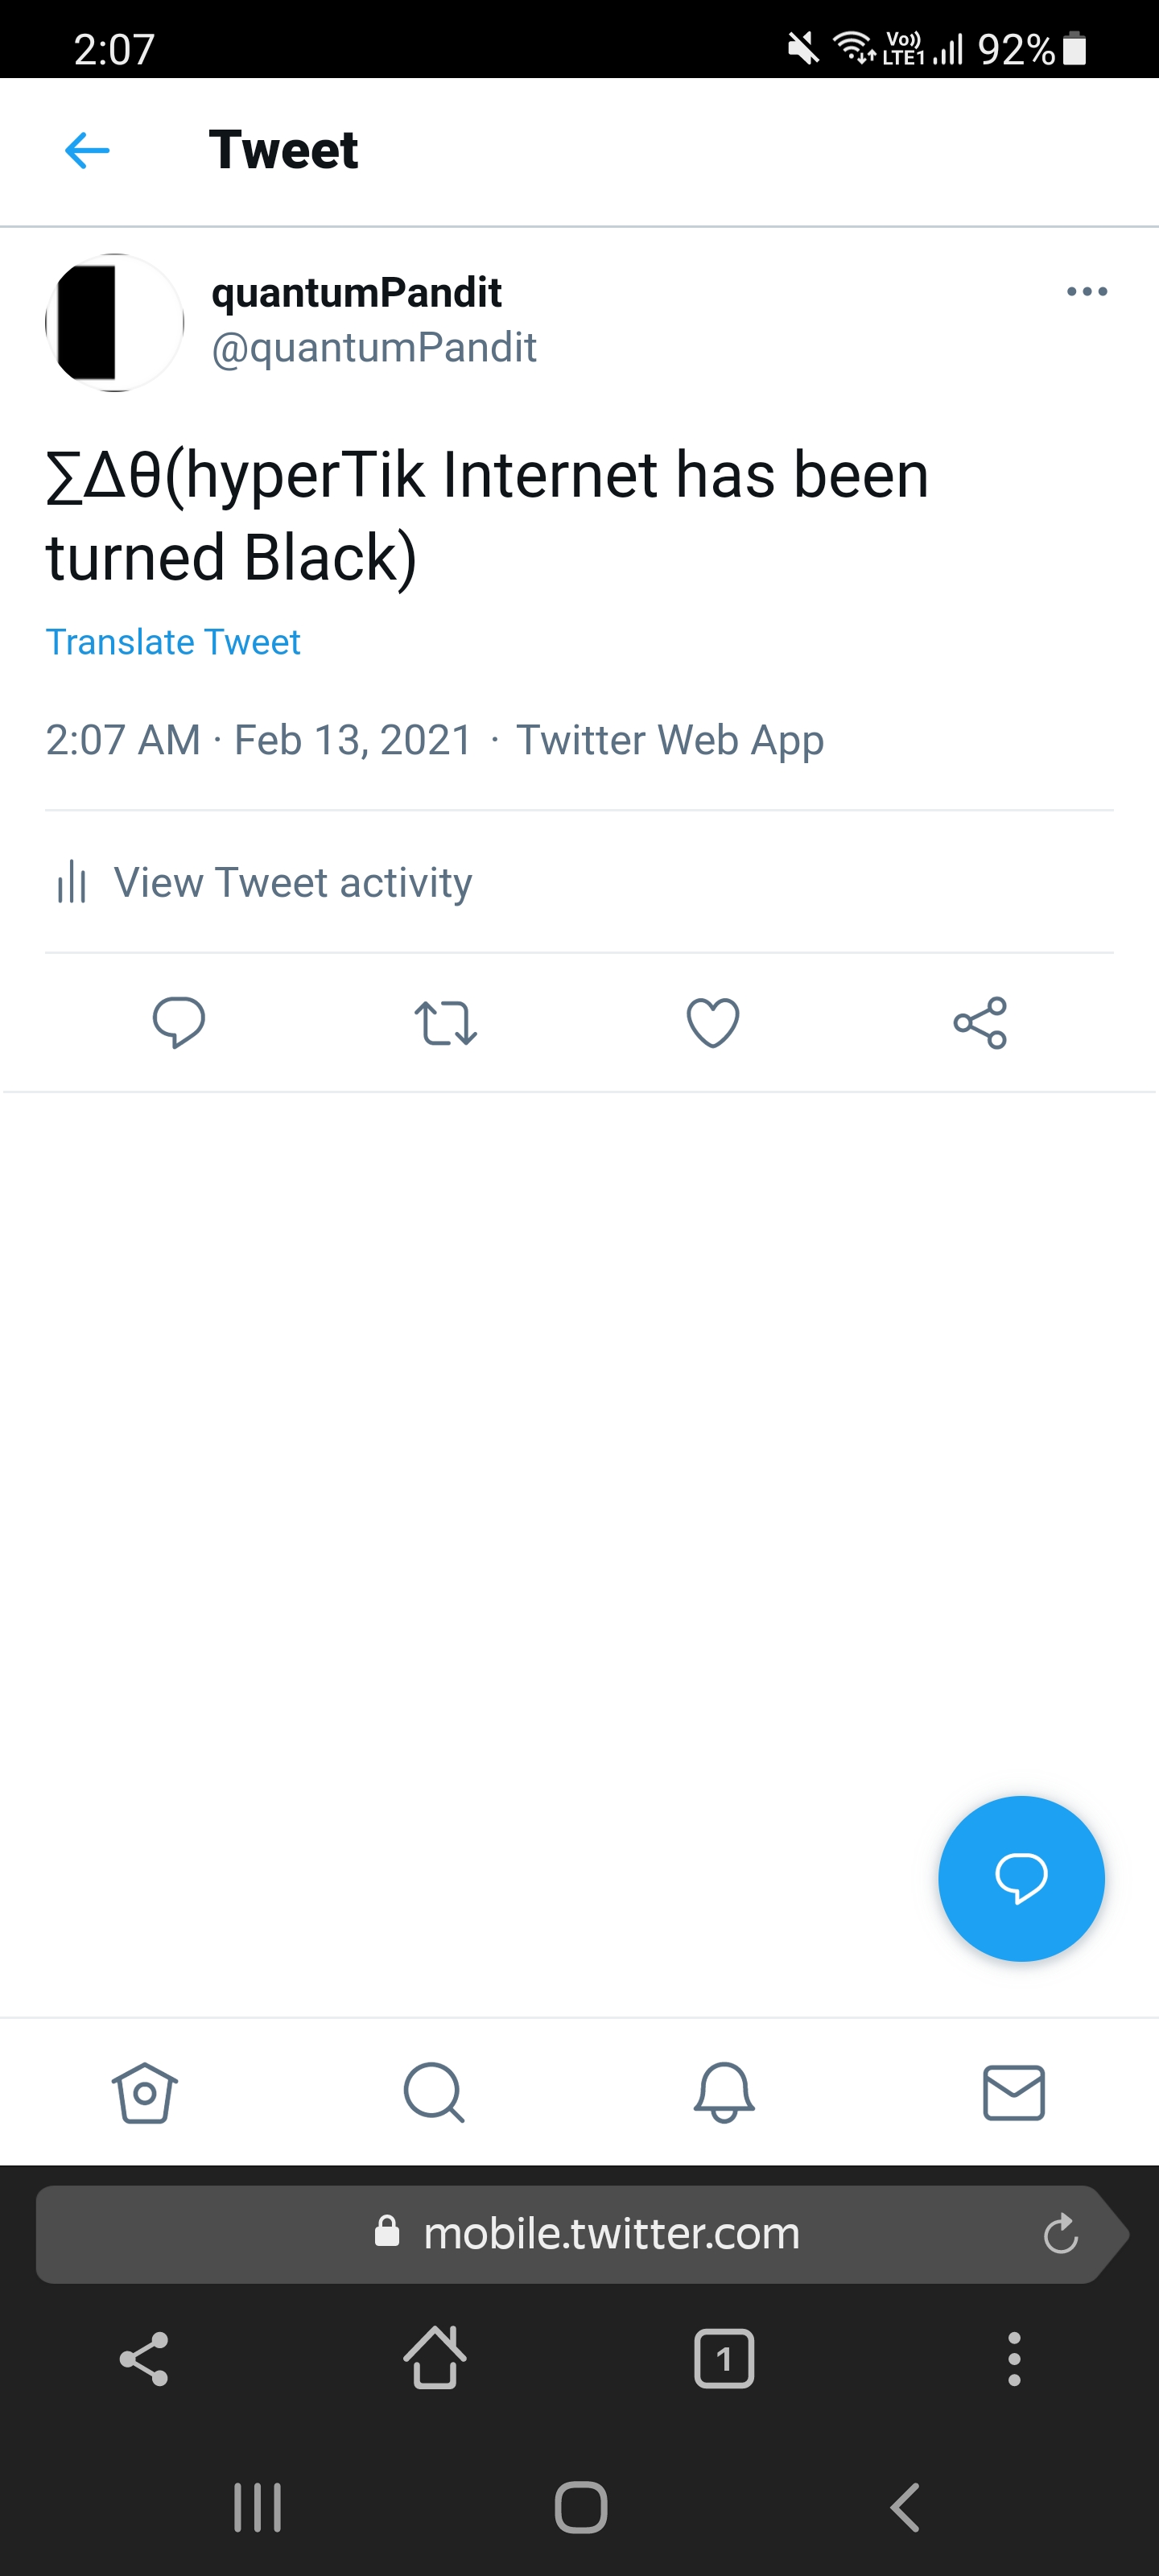 2:07 Vo)) LTE1 92%
Tweet
quantumPandit
@quantumPandit
∑Δθ(hyperTik Internet has been
turned Black)
Translate Tweet
2:07 AM · Feb 13, 2021 · Twitter Web App
View Tweet activity
mobile.twitter.com
1